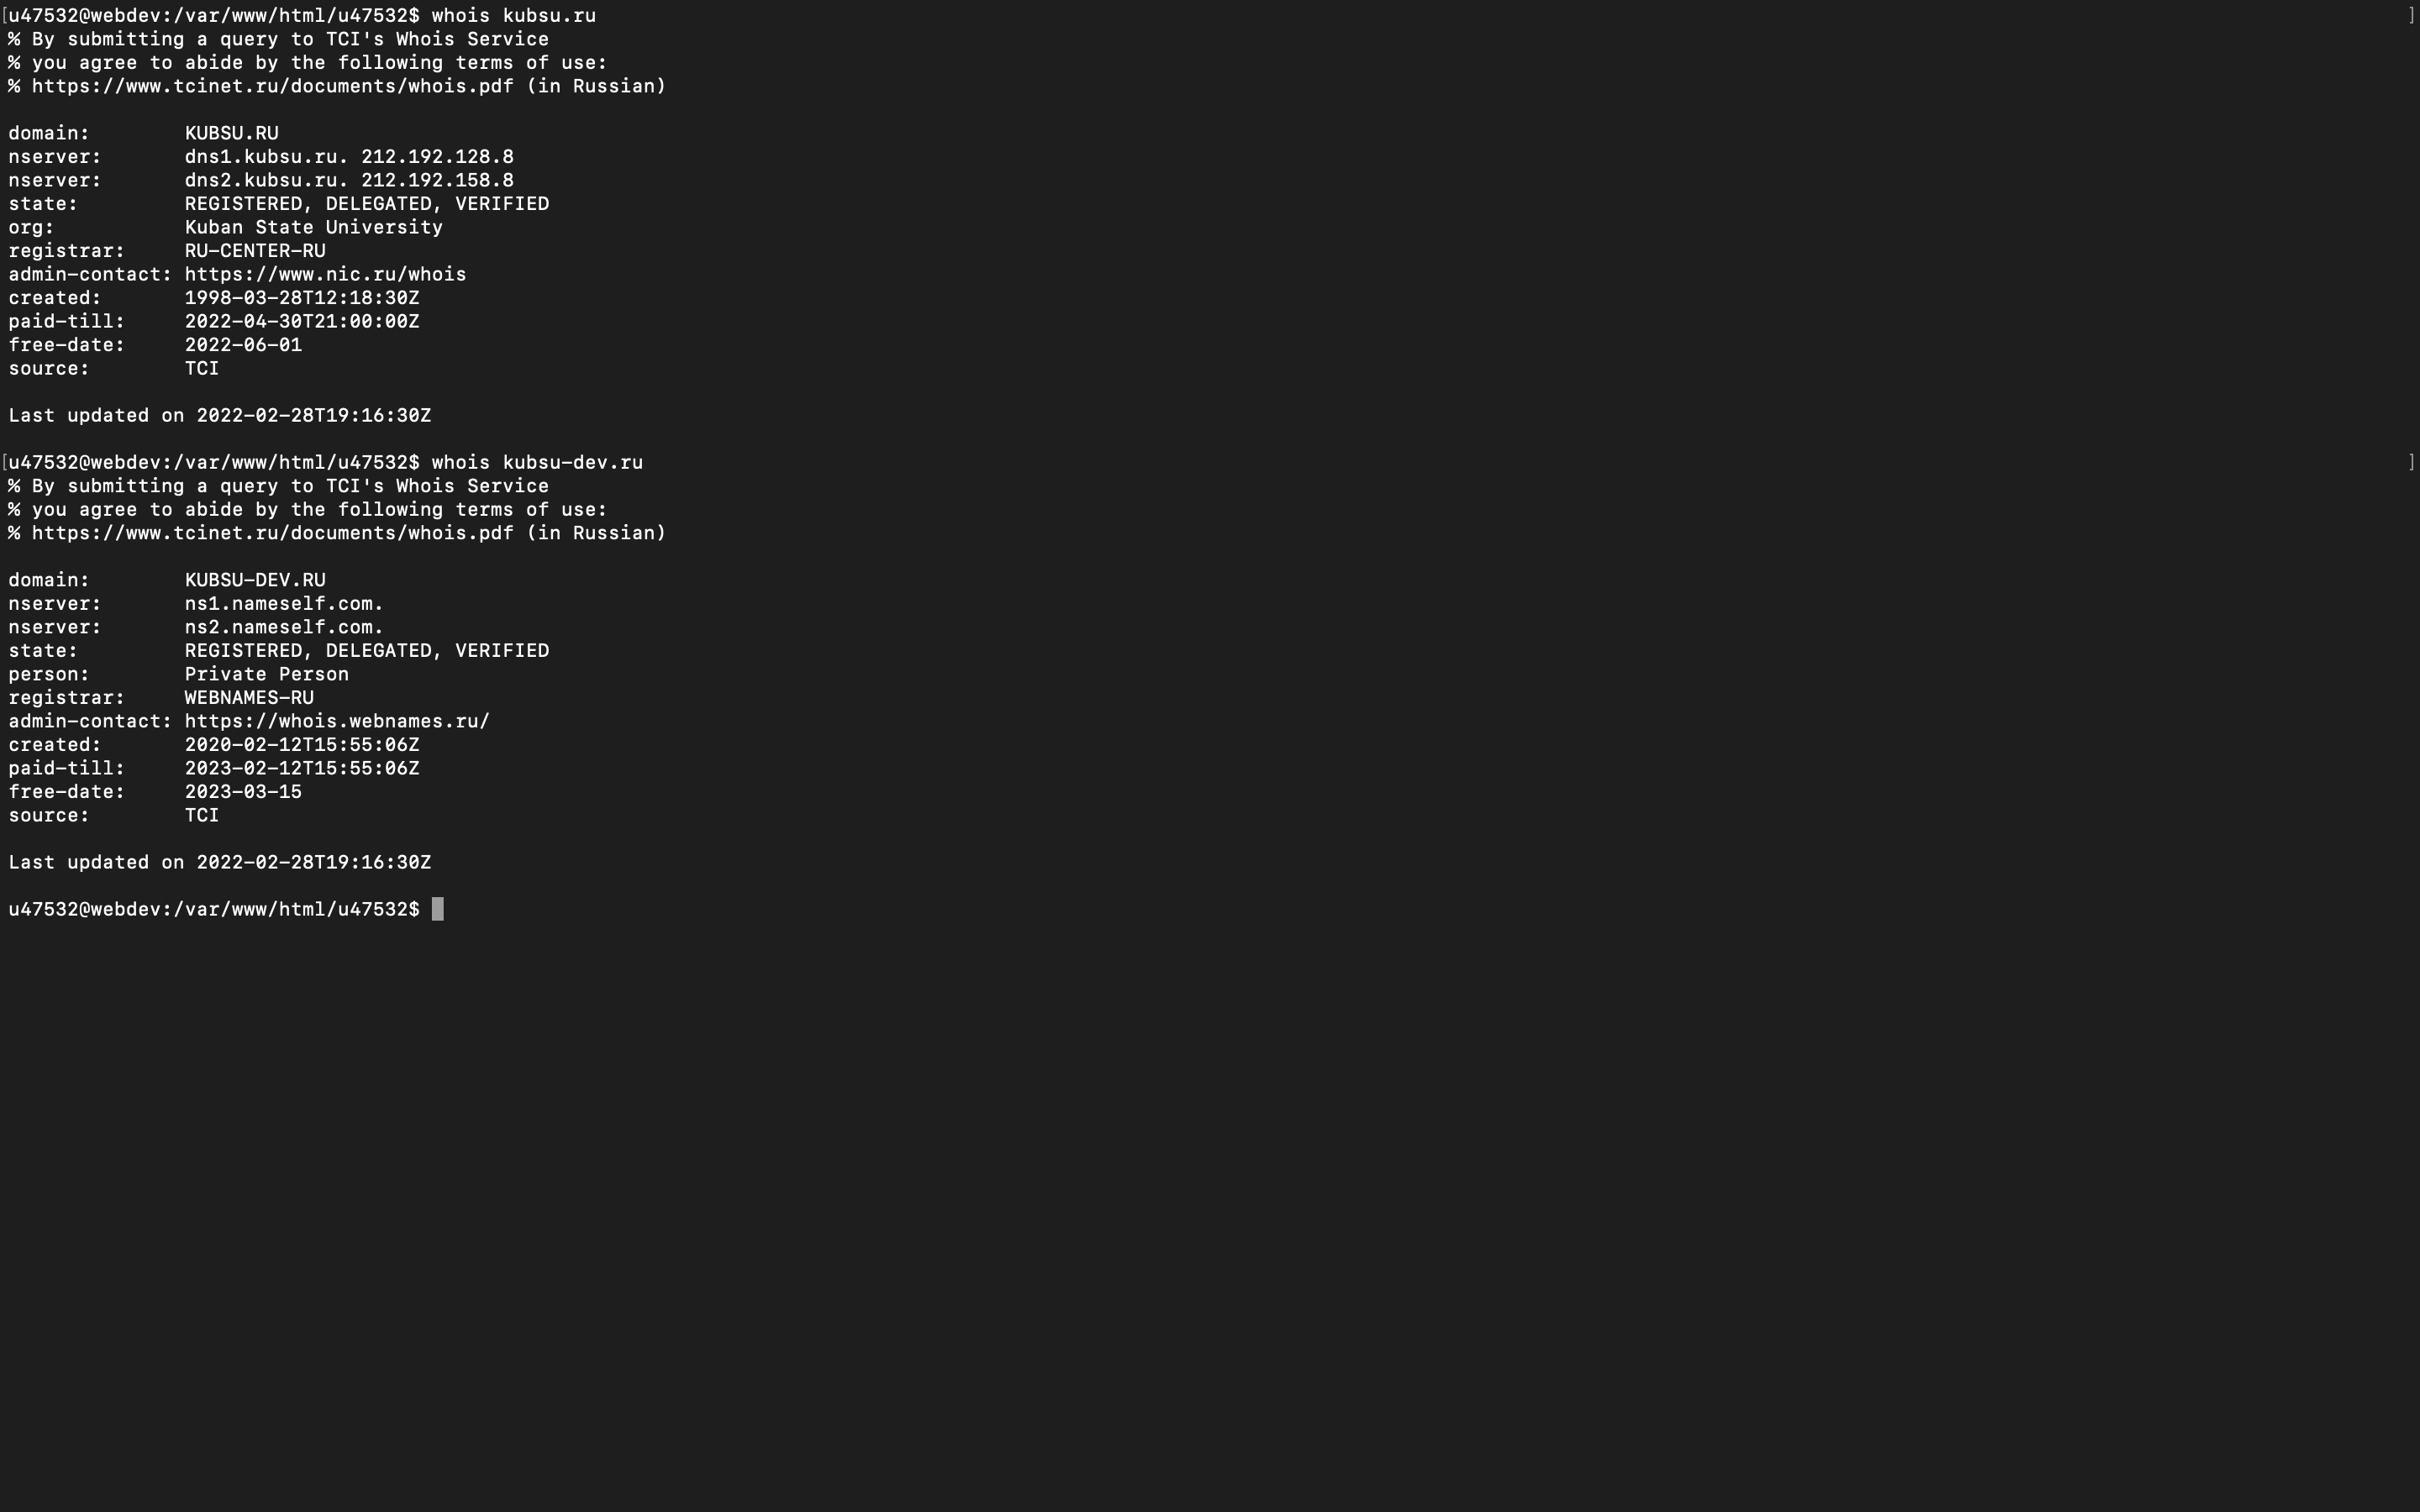 [u47532@webdev:/var/www/html/u47532$ whois kubsu.ru ]
% By submitting a query to TCI's Whois Service
% you agree to abide by the following terms of use:
% https://www.tcinet.ru/documents/whois.pdf (in Russian)
domain: KUBSU.RU
nserver: dns1.kubsu.ru. 212.192.128.8
nserver: dns2.kubsu.ru. 212.192.158.8
state: REGISTERED, DELEGATED, VERIFIED
org: Kuban State University
registrar: RU-CENTER-RU
admin-contact: https://www.nic.ru/whois
created: 1998-03-28T12:18:30Z
paid-till: 2022-04-30T21:00:00Z
free-date: 2022-06-01
source: TCI
Last updated on 2022-02-28T19:16:30Z
[u47532@webdev:/var/www/html/u47532$ whois kubsu-dev.ru ]
% By submitting a query to TCI's Whois Service
% you agree to abide by the following terms of use:
% https://www.tcinet.ru/documents/whois.pdf (in Russian)
domain: KUBSU-DEV.RU
nserver: ns1.nameself.com.
nserver: ns2.nameself.com.
state: REGISTERED, DELEGATED, VERIFIED
person: Private Person
registrar: WEBNAMES-RU
admin-contact: https://whois.webnames.ru/
created: 2020-02-12T15:55:06Z
paid-till: 2023-02-12T15:55:06Z
free-date: 2023-03-15
source: TCI
Last updated on 2022-02-28T19:16:30Z
u47532@webdev:/var/www/html/u47532$